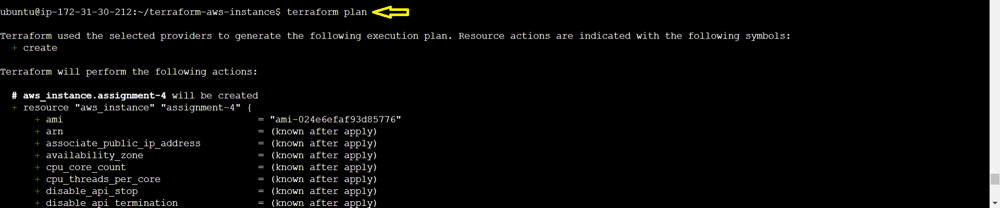 ubuntu@ip-172-31-30-212:~/terraform-aws-instance$ terraform plan
Terraform used the selected providers to generate the following execution plan. Resource actions are indicated with the following symbols:
+ create
Terraform will perform the following actions:
# aws_instance.assignment-4 will be created
+ resource "aws_instance" "assignment-4" {
+ ami = "ami-024e6efaf93d85776"
+ arn = (known after apply)
+ associate_public_ip_address = (known after apply)
+ availability_zone = (known after apply)
+ cpu_core_count = (known after apply)
+ cpu_threads_per_core = (known after apply)
+ disable_api_stop = (known after apply)
+ disable_api_termination = (known after apply)